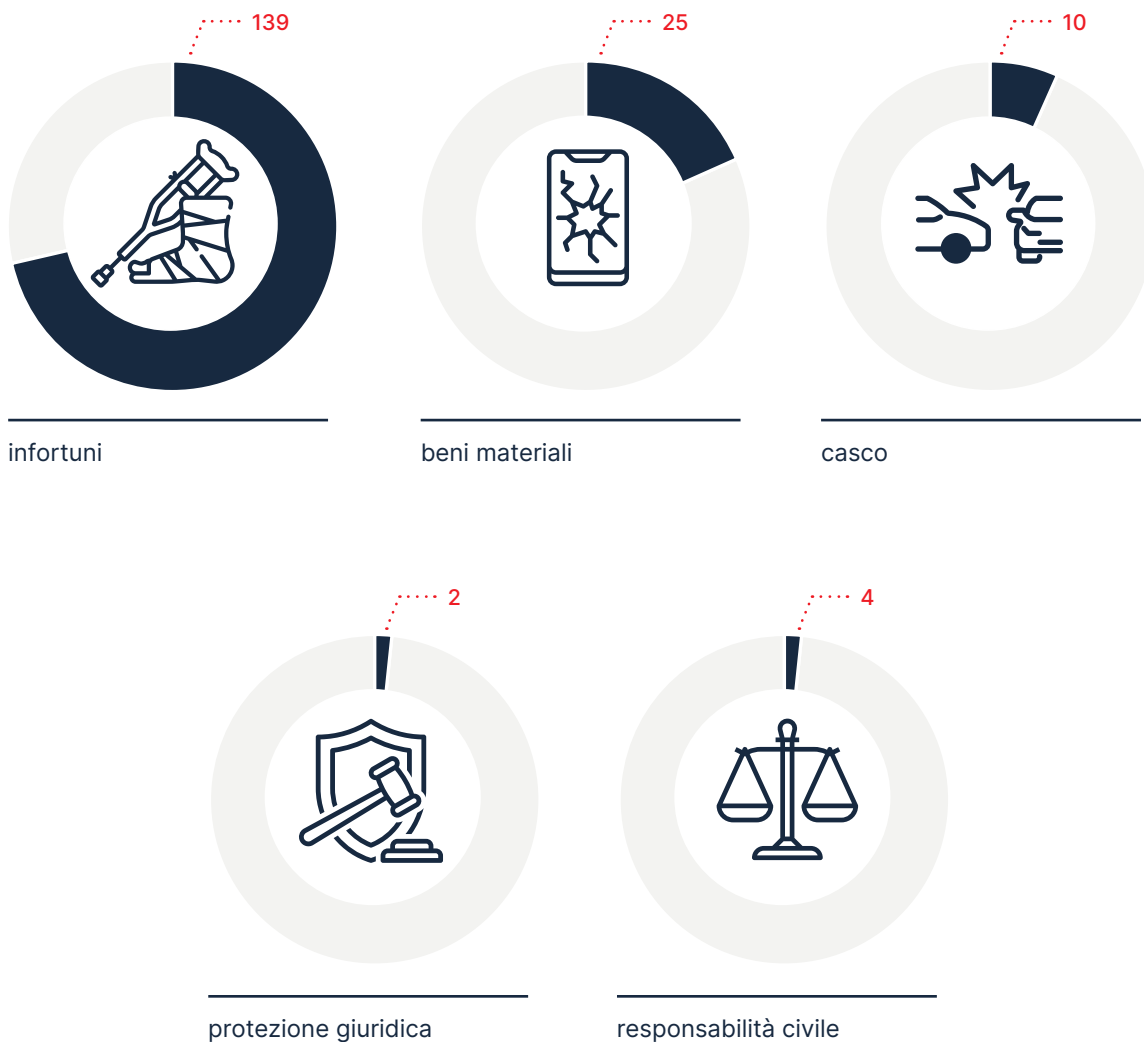 139
25
10
infortuni
beni materiali
casco
2
4
protezione giuridica
responsabilità civile